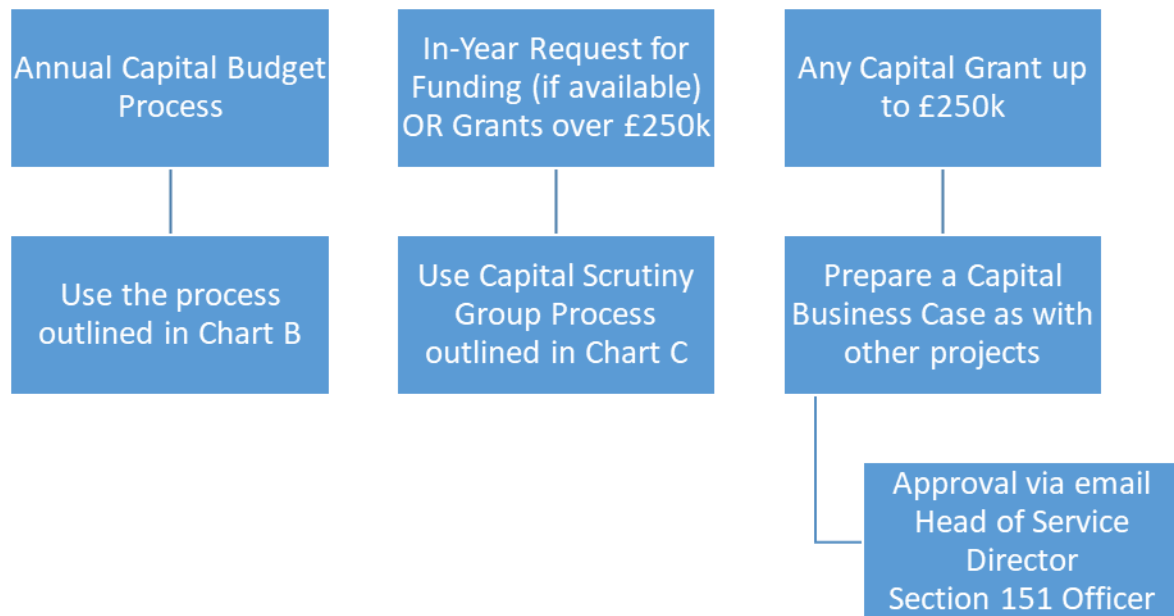 Annual Capital Budget
Process
In-Year Request for
Funding (if available)
OR Grants over £250k
Any Capital Grant up
to £250k
Use the process
outlined in Chart B
Use Capital Scrutiny
Group Process
outlined in Chart C
Prepare a Capital
Business Case as with
other projects
Approval via email
Head of Service
Director
Section 151 Officer